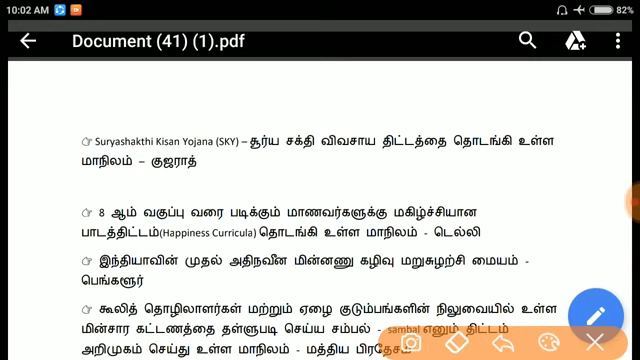 10:02 AM
82%
Document (41) (1).pdf
Suryashakthi Kisan Yojana (SKY) – சூர்ய சக்தி விவசாய திட்டத்தை தொடங்கி உள்ள
மாநிலம் – குஜராத்
8 ஆம் வகுப்பு வரை படிக்கும் மாணவர்களுக்கு மகிழ்ச்சியான
பாடத்திட்டம்(Happiness Curricula) தொடங்கி உள்ள மாநிலம் - டெல்லி
இந்தியாவின் முதல் அதிநவீன மின்னணு கழிவு மறுசுழற்சி மையம் -
பெங்களூர்
கூலித் தொழிலாளர்கள் மற்றும் ஏழை குடும்பங்களின் நிலுவையில் உள்ள
மின்சார கட்டணத்தை தள்ளுபடி செய்ய சம்பல் - sambal எனும் திட்டம்
அறிமுகம் செய்து உள்ள மாநிலம் - மத்திய பிரதேசம்